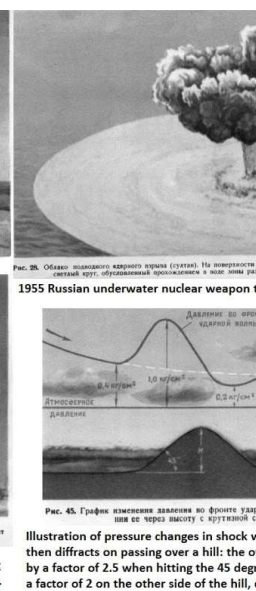 Рис. 28. Облако подводного ядерного взрыва (султан). На поверхности
светлый круг, обусловленный прохождением в воде зоны раз
1955 Russian underwater nuclear weapon t
ДАВЛЕНИЕ ВО ФРО
УДАРНОЙ ВОЛНЫ
0,4 кг/см²
1,0 кг/см²
0,2 кг/см²
АТМОСФЕРНОЕ
ДАВЛЕНИЕ
45°
H
Рис. 45. График изменения давления во фронте удар
нии ее через высоту с крутизной с
Illustration of pressure changes in shock w
then diffracts on passing over a hill: the ov
by a factor of 2.5 when hitting the 45 degr
a factor of 2 on the other side of the hill,